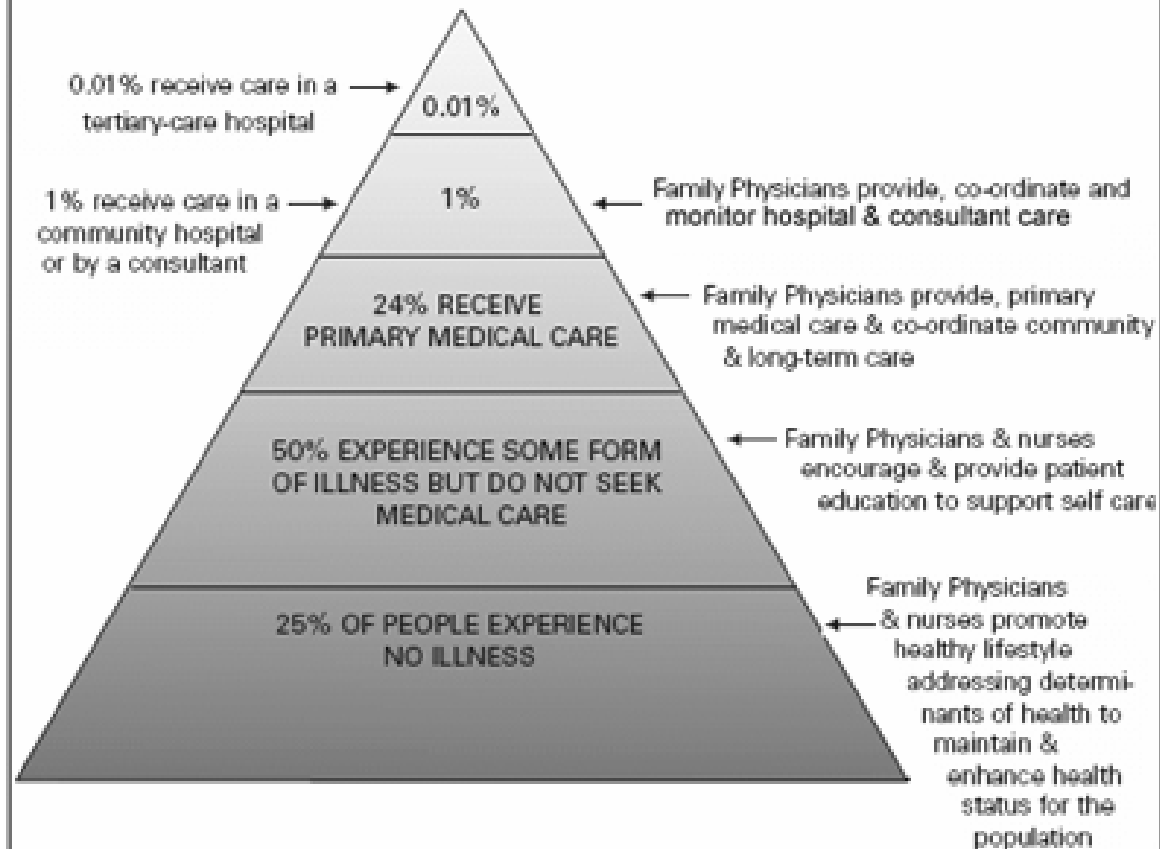 0.01% receive care in a
tertiary-care hospital
0.01%
1% receive care in a
community hospital
or by a consultant
1%
Family Physicians provide, co-ordinate and
monitor hospital & consultant care
24% RECEIVE
PRIMARY MEDICAL CARE
Family Physicians provide, primary
medical care & co-ordinate community
& long-term care
50% EXPERIENCE SOME FORM
OF ILLNESS BUT DO NOT SEEK
MEDICAL CARE
Family Physicians & nurses
encourage & provide patient
education to support self care
25% OF PEOPLE EXPERIENCE
NO ILLNESS
Family Physicians
& nurses promote
healthy lifestyle
addressing determi-
nants of health to
maintain &
enhance health
status for the
population